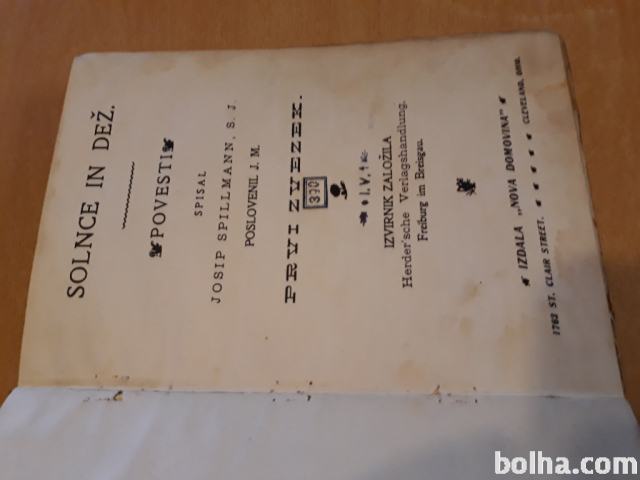 SOLNCE IN DEŽ.
POVESTI
SPISAL
JOSIP SPILLMANN, S. J.
POSLOVENIL J. M.
PRVI ZVEZEK.
390
I.V.
IZVIRNIK ZALOŽILA
Herder'sche Verlagshandlung.
Freiburg im Breisgau.
IZDALA „NOVA DOMOVINA"
1762 ST. CLAIR STREET. CLEVELAND, OHIO.
bolha.com